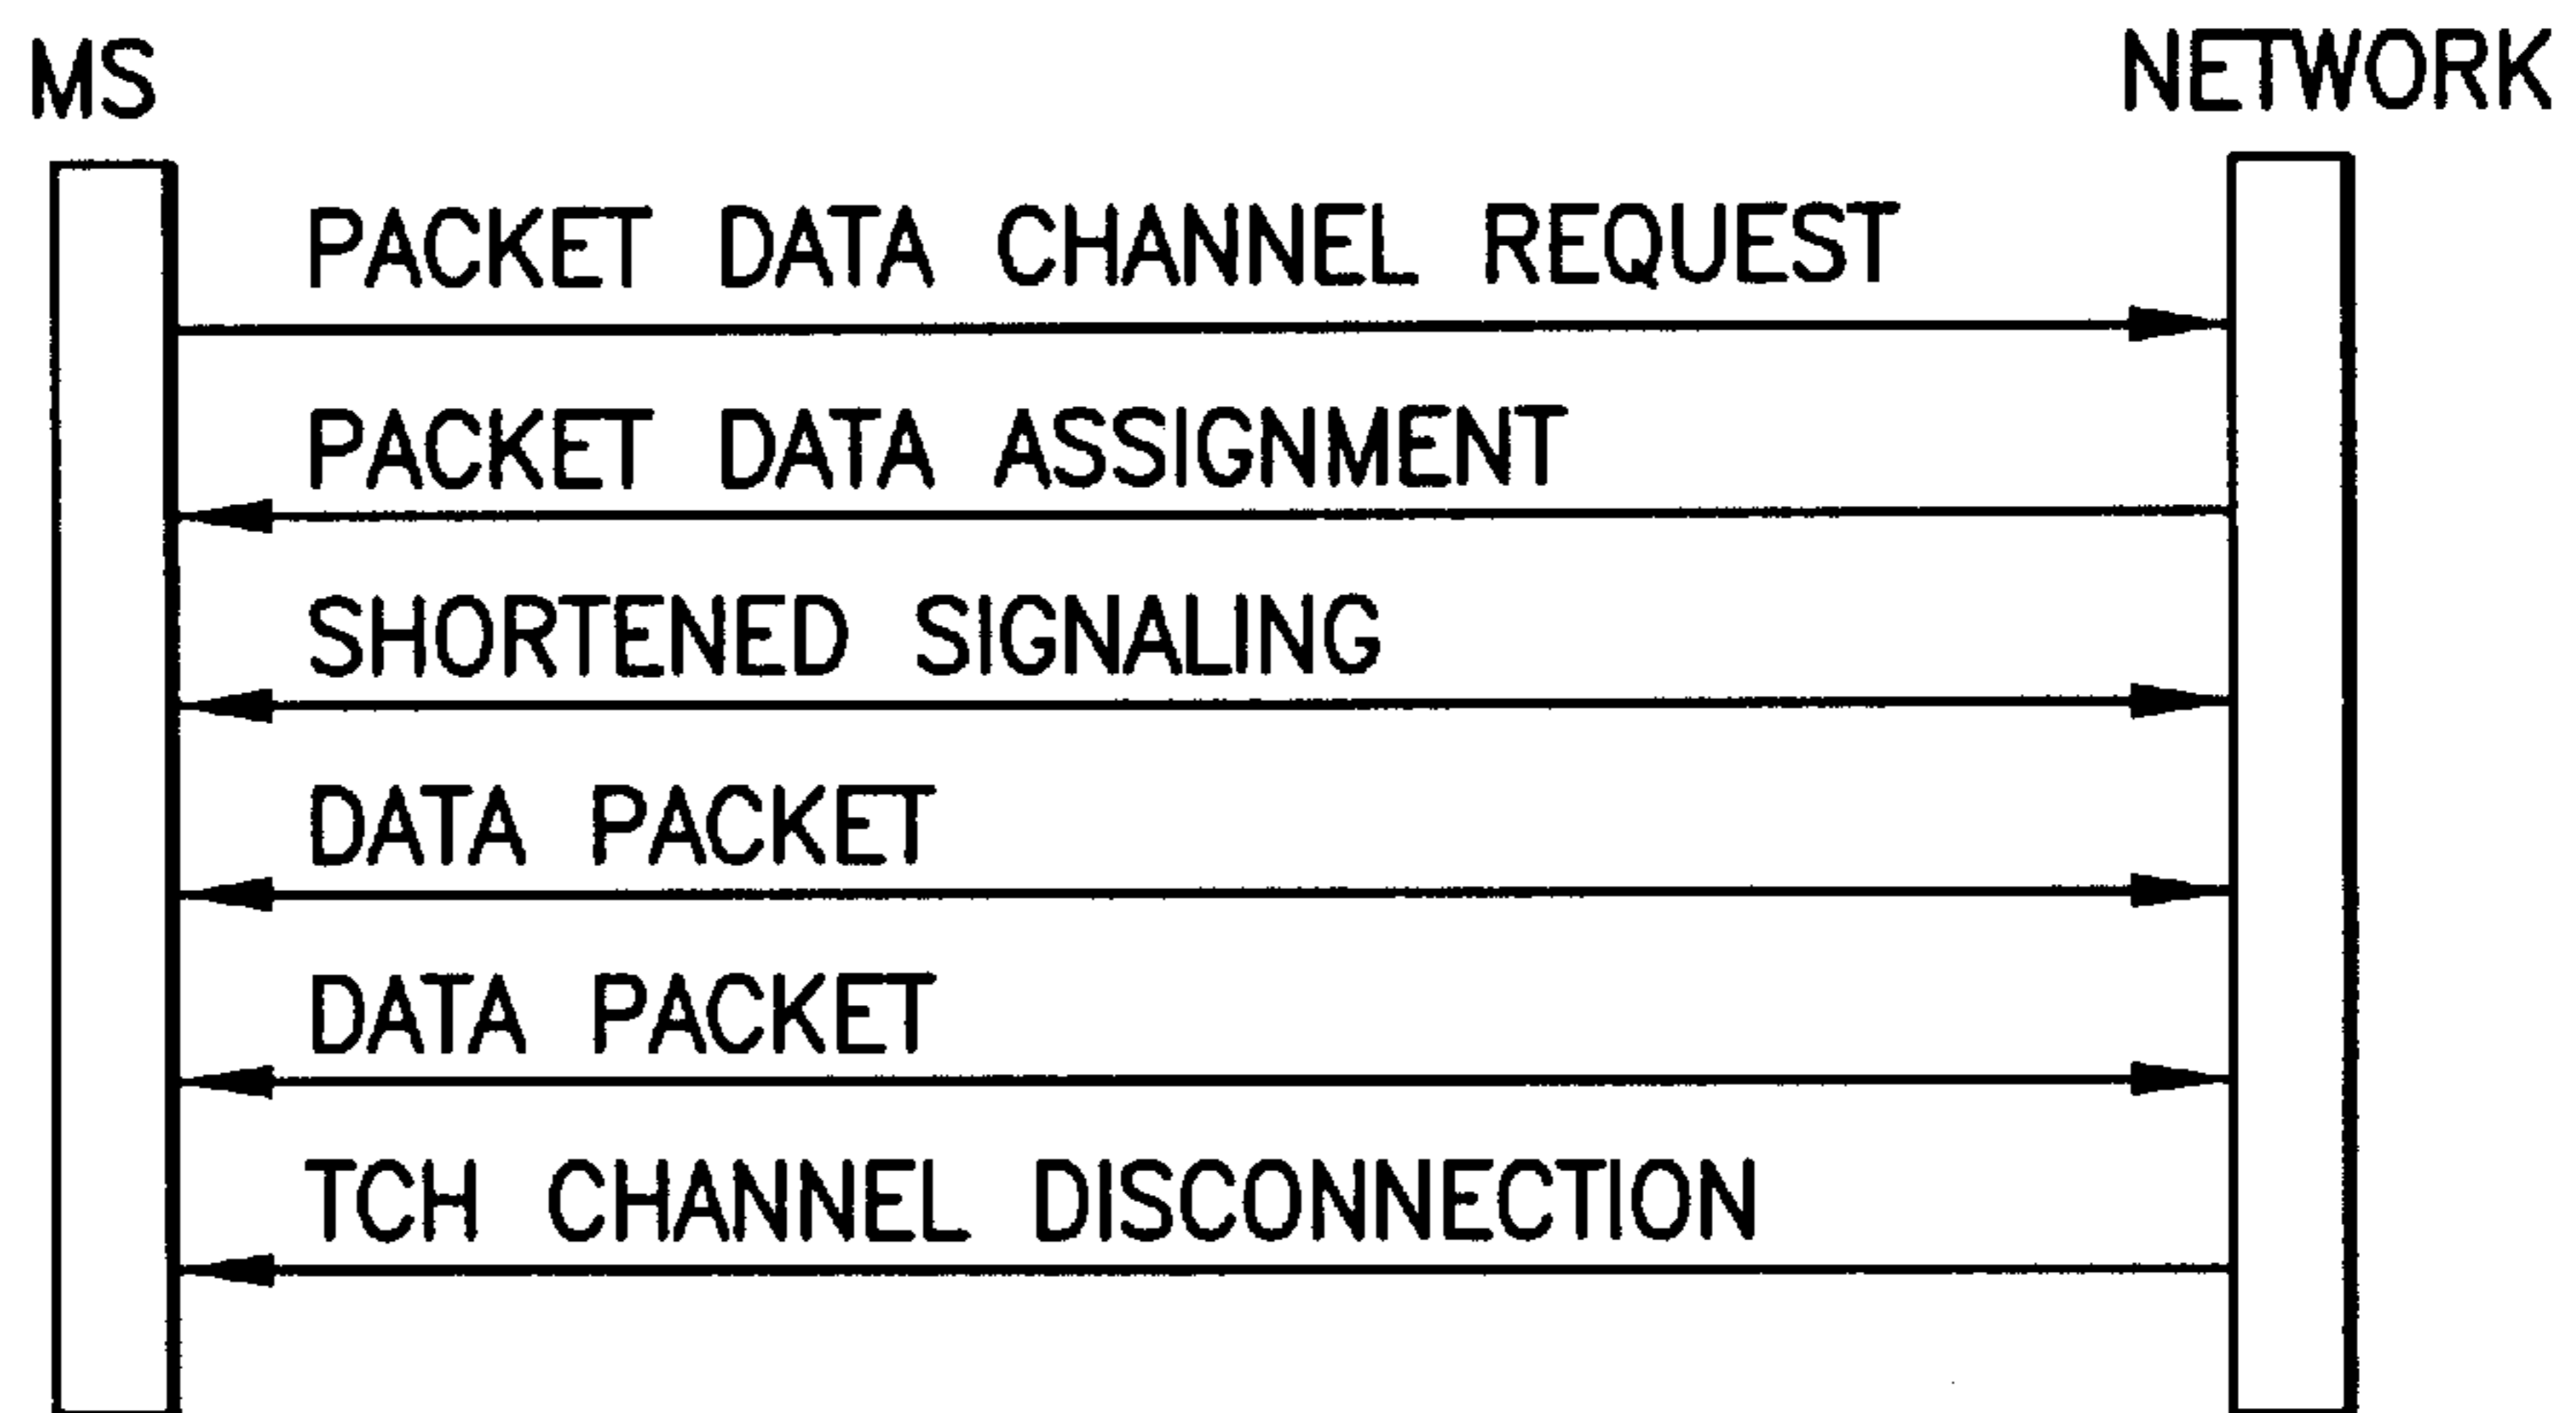 MS NETWORK
PACKET DATA CHANNEL REQUEST
PACKET DATA ASSIGNMENT
SHORTENED SIGNALING
DATA PACKET
DATA PACKET
TCH CHANNEL DISCONNECTION